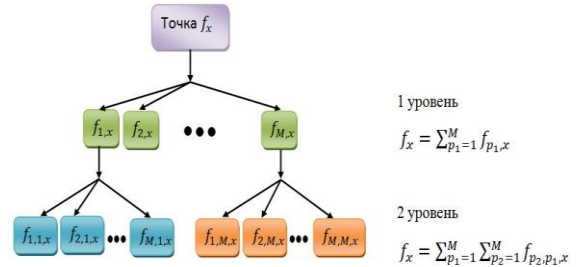 Точка f_x
1 уровень
f_{1,x} f_{2,x} ••• f_{M,x}
f_x = ∑_{p_1=1}^{M} f_{p_1,x}
2 уровень
f_{1,1,x} f_{2,1,x} ••• f_{M,1,x} f_{1,M,x} f_{2,M,x} ••• f_{M,M,x}
f_x = ∑_{p_1=1}^{M} ∑_{p_2=1}^{M} f_{p_2,p_1,x}